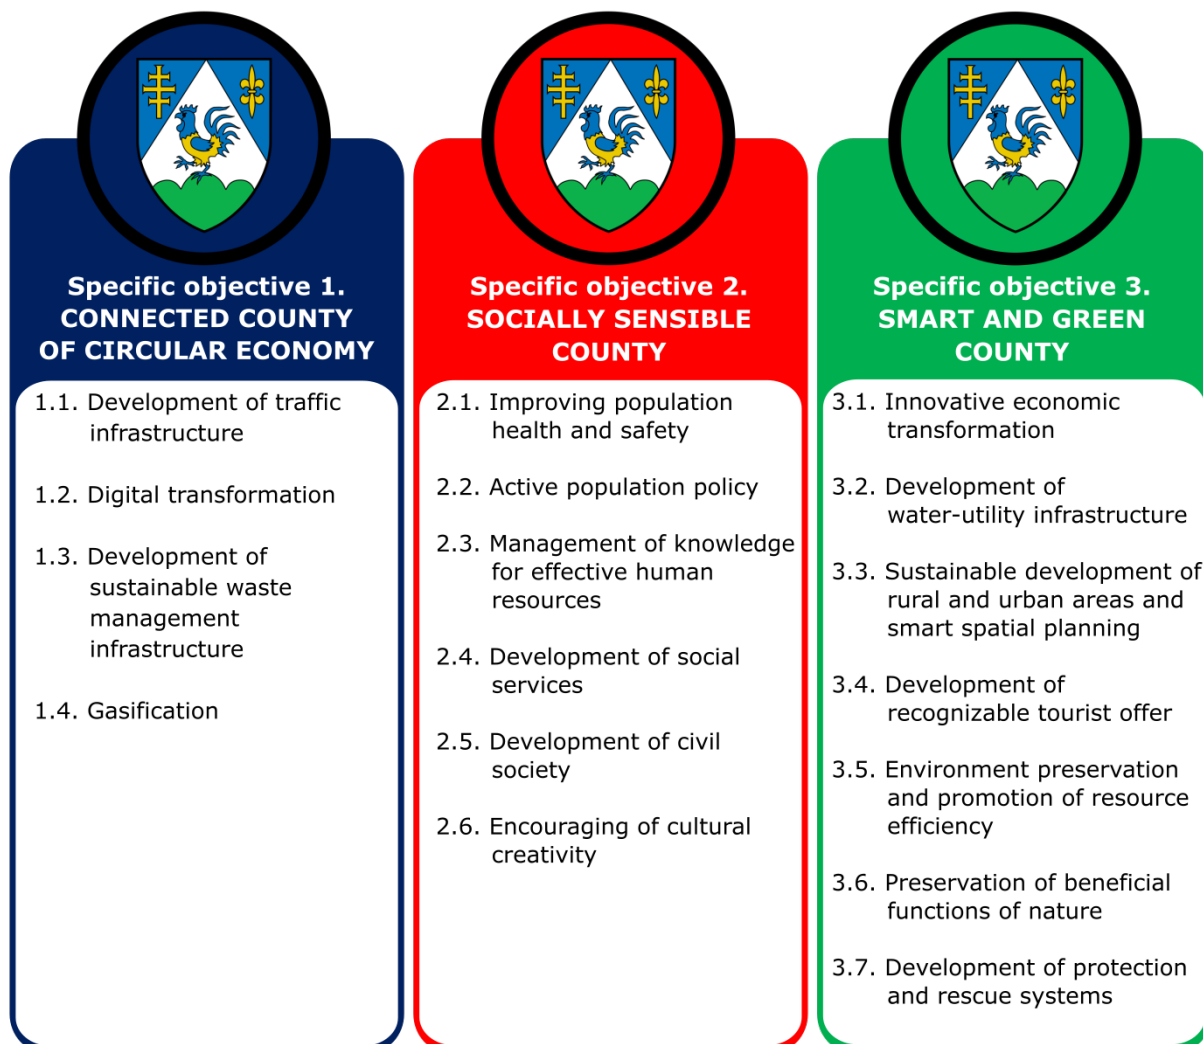 Specific objective 1.
CONNECTED COUNTY
OF CIRCULAR ECONOMY
1.1. Development of traffic
infrastructure
1.2. Digital transformation
1.3. Development of
sustainable waste
management
infrastructure
1.4. Gasification
Specific objective 2.
SOCIALLY SENSIBLE
COUNTY
2.1. Improving population
health and safety
2.2. Active population policy
2.3. Management of knowledge
for effective human
resources
2.4. Development of social
services
2.5. Development of civil
society
2.6. Encouraging of cultural
creativity
Specific objective 3.
SMART AND GREEN
COUNTY
3.1. Innovative economic
transformation
3.2. Development of
water-utility infrastructure
3.3. Sustainable development of
rural and urban areas and
smart spatial planning
3.4. Development of
recognizable tourist offer
3.5. Environment preservation
and promotion of resource
efficiency
3.6. Preservation of beneficial
functions of nature
3.7. Development of protection
and rescue systems